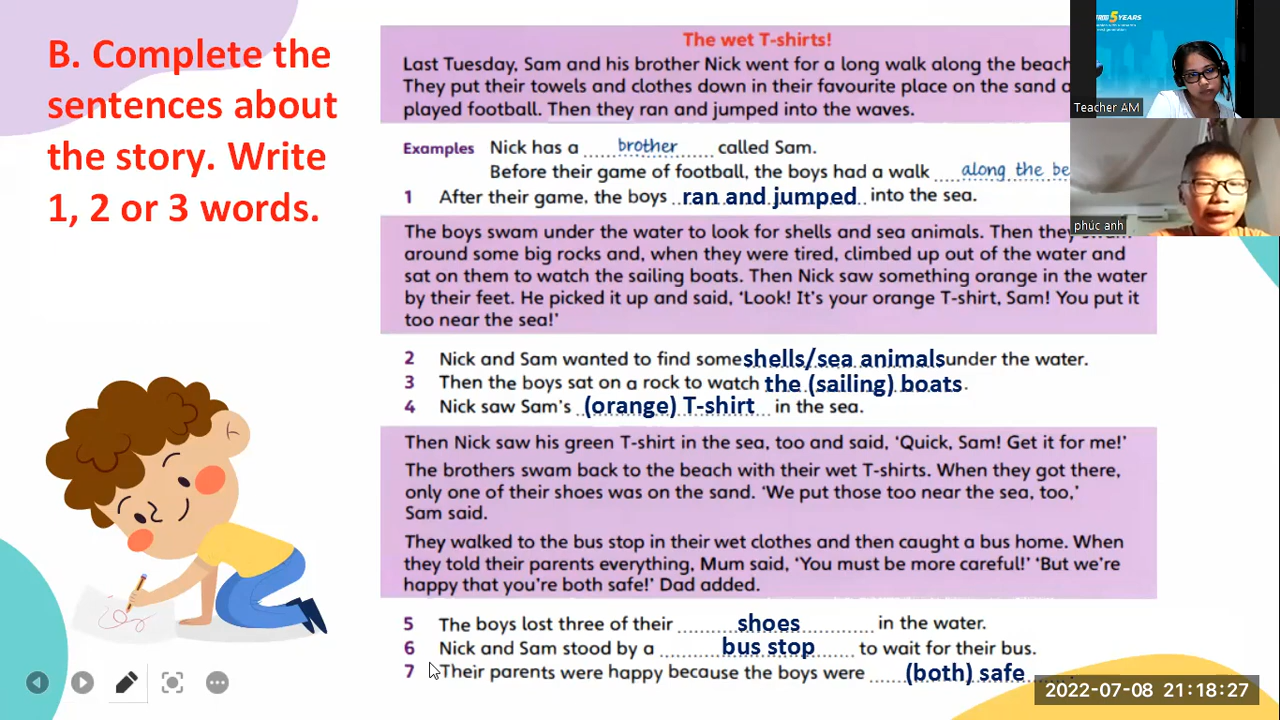 B. Complete the
sentences about
the story. Write
1, 2 or 3 words.
The wet T-shirts!
Last Tuesday, Sam and his brother Nick went for a long walk along the beach
They put their towels and clothes down in their favourite place on the sand
played football. Then they ran and jumped into the waves.
Examples Nick has a brother called Sam.
Before their game of football, the boys had a walk along the be
1 After their game. the boys ran and jumped into the sea.
The boys swam under the water to look for shells and sea animals. Then they swam
around some big rocks and, when they were tired, climbed up out of the water and
sat on them to watch the sailing boats. Then Nick saw something orange in the water
by their feet. He picked it up and said, ‘Look! It’s your orange T-shirt, Sam! You put it
too near the sea!’
2 Nick and Sam wanted to find some shells/sea animals under the water.
3 Then the boys sat on a rock to watch the (sailing) boats.
4 Nick saw Sam’s (orange) T-shirt in the sea.
Then Nick saw his green T-shirt in the sea, too and said, ‘Quick, Sam! Get it for me!’
The brothers swam back to the beach with their wet T-shirts. When they got there,
only one of their shoes was on the sand. ‘We put those too near the sea, too,’
Sam said.
They walked to the bus stop in their wet clothes and then caught a bus home. When
they told their parents everything, Mum said, ‘You must be more careful!’ ‘But we’re
happy that you’re both safe!’ Dad added.
5 The boys lost three of their shoes in the water.
6 Nick and Sam stood by a bus stop to wait for their bus.
7 Their parents were happy because the boys were (both) safe
5 YEARS
Teacher AM
phúc anh
2022-07-08 21:18:27